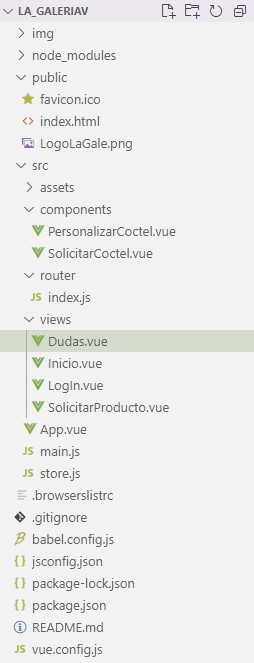 LA_GALERIAV
img
node_modules
public
favicon.ico
<> index.html
LogoLaGale.png
src
assets
components
PersonalizarCoctel.vue
SolicitarCoctel.vue
router
JS index.js
views
Dudas.vue
Inicio.vue
LogIn.vue
SolicitarProducto.vue
App.vue
JS main.js
JS store.js
.browserslistrc
.gitignore
babel.config.js
{} jsconfig.json
{} package-lock.json
{} package.json
README.md
JS vue.config.js